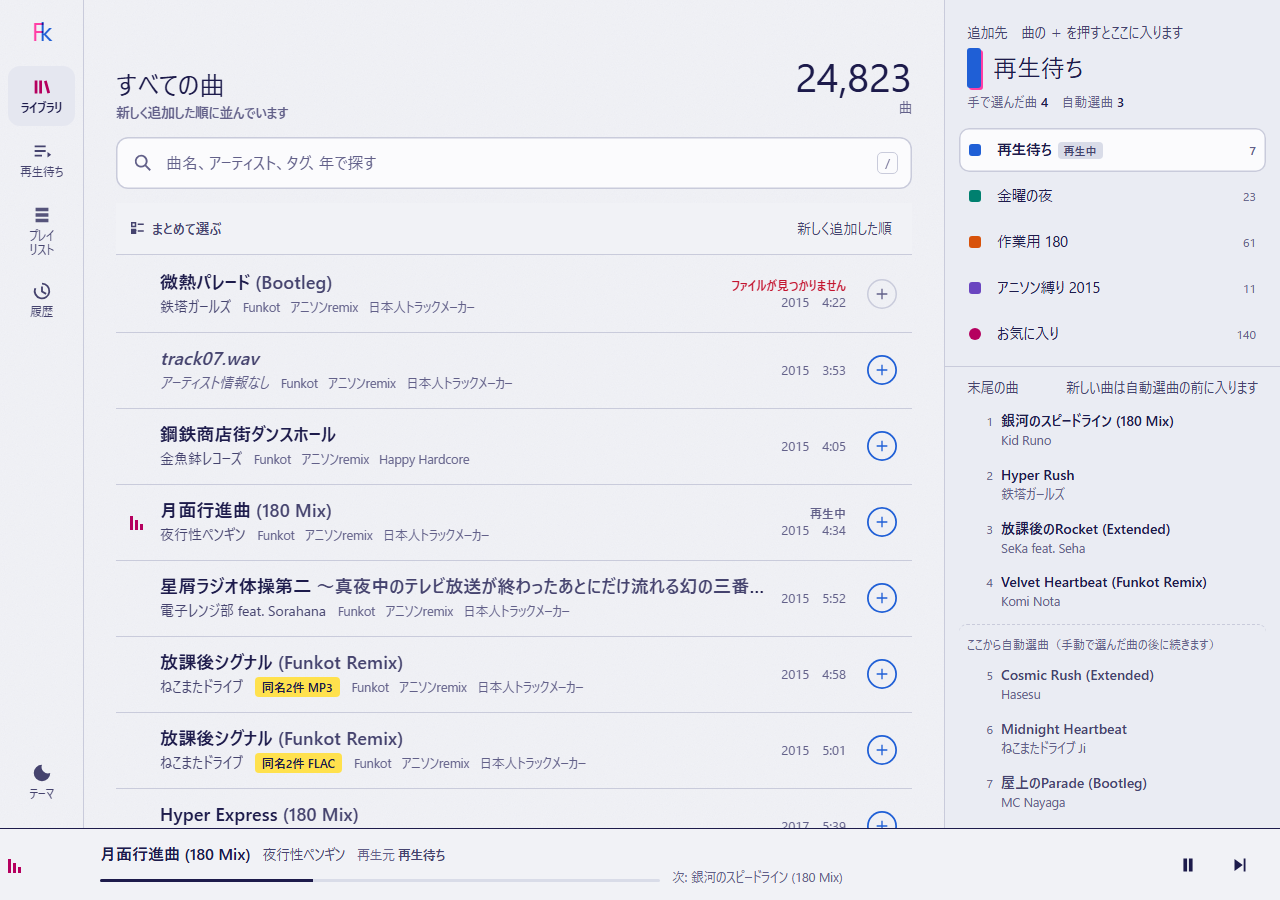 Fk
ライブラリ
再生待ち
プレイ
リスト
履歴
テーマ
すべての曲
新しく追加した順に並んでいます
24,823
曲
曲名、アーティスト、タグ、年で探す
/
まとめて選ぶ
新しく追加した順
微熱パレード (Bootleg)
鉄塔ガールズ Funkot アニソンremix 日本人トラックメーカー
ファイルが見つかりません
2015 4:22
track07.wav
アーティスト情報なし Funkot アニソンremix 日本人トラックメーカー
2015 3:53
鋼鉄商店街ダンスホール
金魚鉢レコーズ Funkot アニソンremix Happy Hardcore
2015 4:05
月面行進曲 (180 Mix)
夜行性ペンギン Funkot アニソンremix 日本人トラックメーカー
再生中
2015 4:34
星屑ラジオ体操第二 〜真夜中のテレビ放送が終わったあとにだけ流れる幻の三番…
電子レンジ部 feat. Sorahana Funkot アニソンremix 日本人トラックメーカー
2015 5:52
放課後シグナル (Funkot Remix)
ねこまたドライブ 同名2件 MP3 Funkot アニソンremix 日本人トラックメーカー
2015 4:58
放課後シグナル (Funkot Remix)
ねこまたドライブ 同名2件 FLAC Funkot アニソンremix 日本人トラックメーカー
2015 5:01
Hyper Express (180 Mix)
2017 5:39
追加先 曲の ＋ を押すとここに入ります
再生待ち
手で選んだ曲 4 自動選曲 3
再生待ち 再生中 7
金曜の夜 23
作業用 180 61
アニソン縛り 2015 11
お気に入り 140
末尾の曲 新しい曲は自動選曲の前に入ります
1 銀河のスピードライン (180 Mix)
Kid Runo
2 Hyper Rush
鉄塔ガールズ
3 放課後のRocket (Extended)
SeKa feat. Seha
4 Velvet Heartbeat (Funkot Remix)
Komi Nota
ここから自動選曲（手動で選んだ曲の後に続きます）
5 Cosmic Rush (Extended)
Hasesu
6 Midnight Heartbeat
ねこまたドライブ Ji
7 屋上のParade (Bootleg)
MC Nayaga
月面行進曲 (180 Mix) 夜行性ペンギン 再生元 再生待ち
次: 銀河のスピードライン (180 Mix)